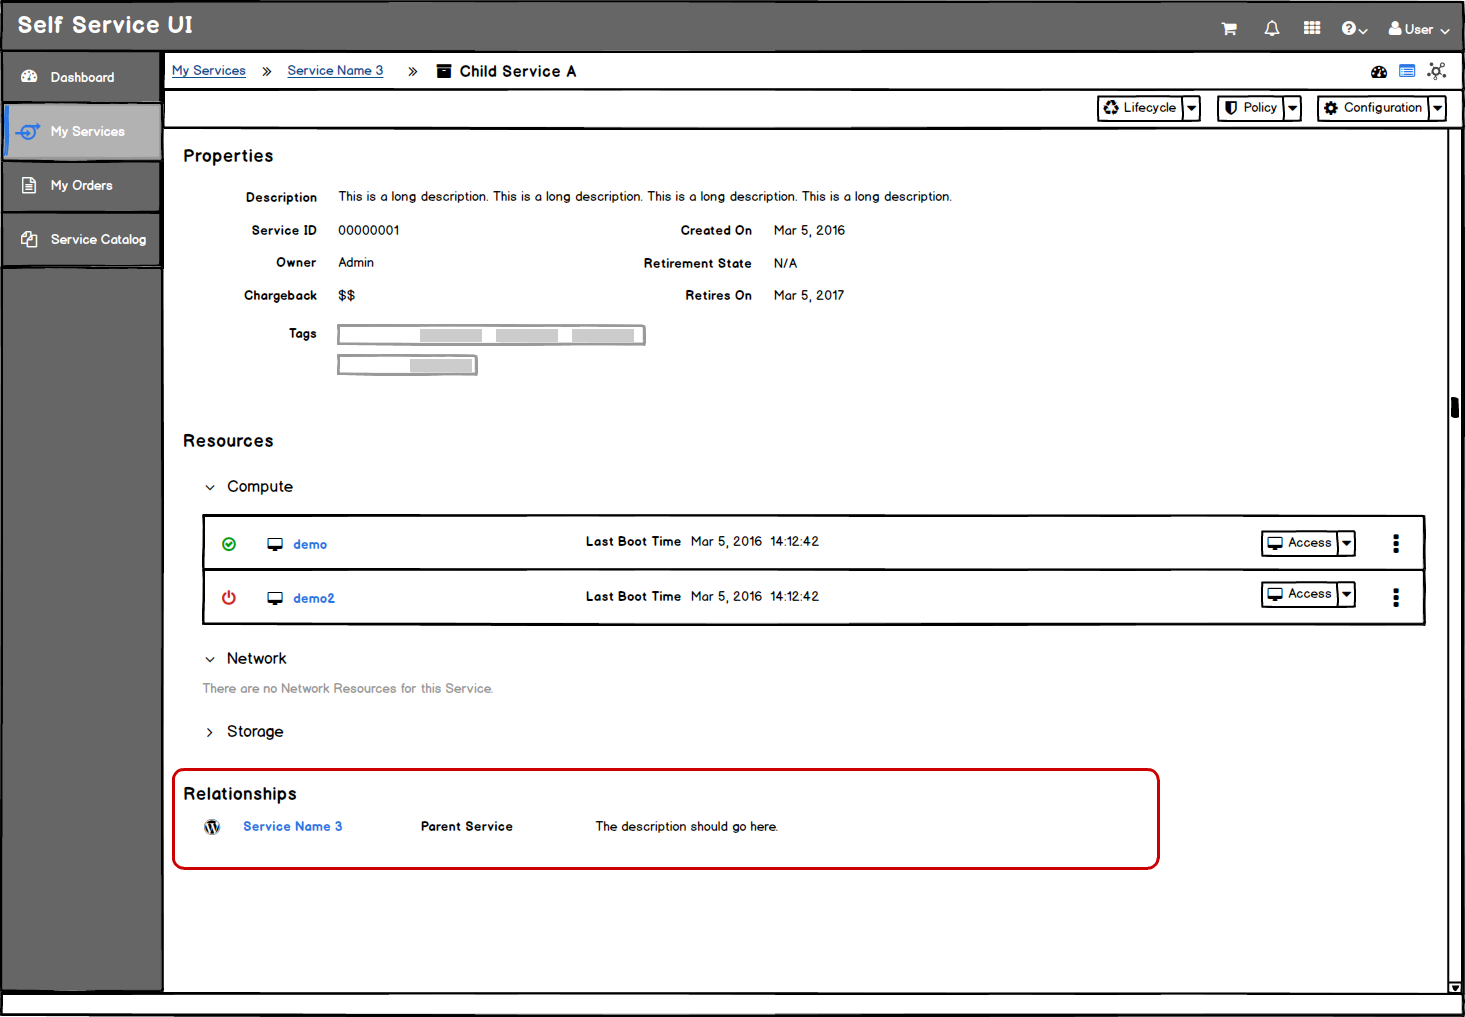 Self Service UI
User
Dashboard
My Services
My Orders
Service Catalog
My Services » Service Name 3 » Child Service A
Lifecycle
Policy
Configuration
Properties
Description This is a long description. This is a long description. This is a long description. This is a long description.
Service ID 00000001 Created On Mar 5, 2016
Owner Admin Retirement State N/A
Chargeback $$ Retires On Mar 5, 2017
Tags
Resources
Compute
demo Last Boot Time Mar 5, 2016 14:12:42 Access
demo2 Last Boot Time Mar 5, 2016 14:12:42 Access
Network
There are no Network Resources for this Service.
Storage
Relationships
Service Name 3 Parent Service The description should go here.